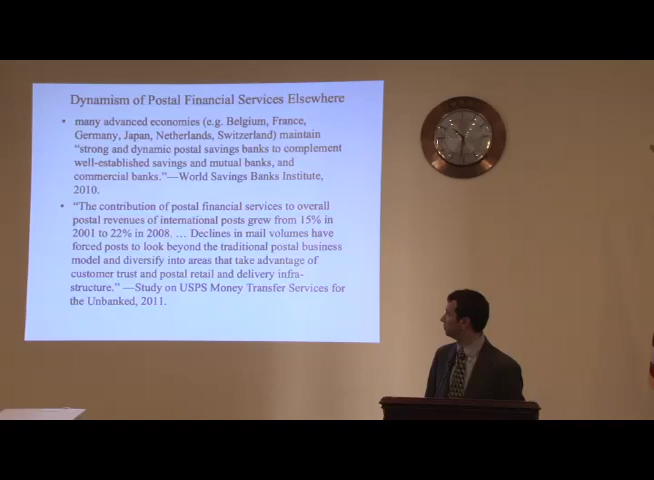 Dynamism of Postal Financial Services Elsewhere
• many advanced economies (e.g. Belgium, France,
Germany, Japan, Netherlands, Switzerland) maintain
“strong and dynamic postal savings banks to complement
well-established savings and mutual banks, and
commercial banks.”—World Savings Banks Institute,
2010.
• “The contribution of postal financial services to overall
postal revenues of international posts grew from 15% in
2001 to 22% in 2008. … Declines in mail volumes have
forced posts to look beyond the traditional postal business
model and diversify into areas that take advantage of
customer trust and postal retail and delivery infra-
structure.” —Study on USPS Money Transfer Services for
the Unbanked, 2011.